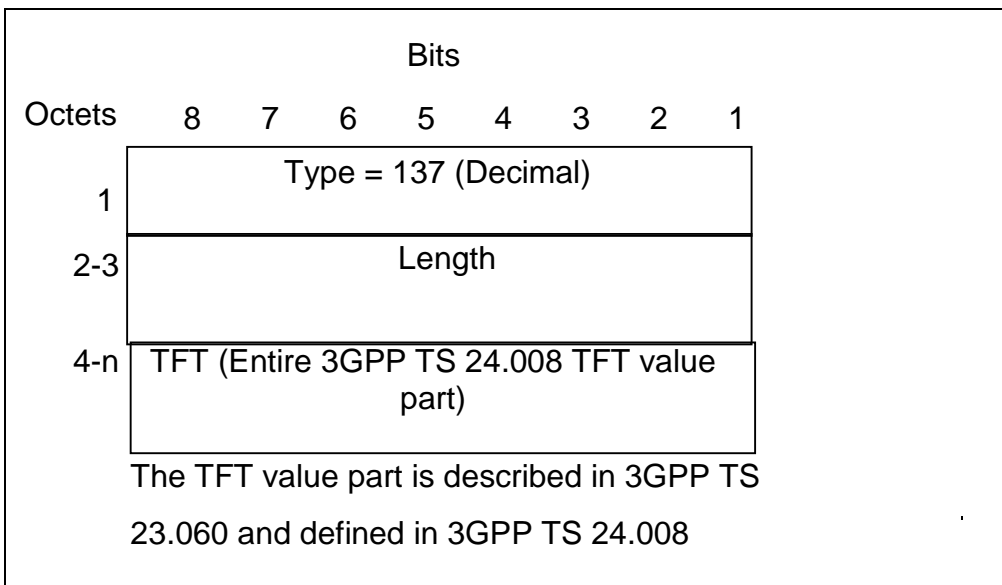 Bits
Octets 8 7 6 5 4 3 2 1
1 Type = 137 (Decimal)
2-3 Length
4-n TFT (Entire 3GPP TS 24.008 TFT value
part)
The TFT value part is described in 3GPP TS
23.060 and defined in 3GPP TS 24.008